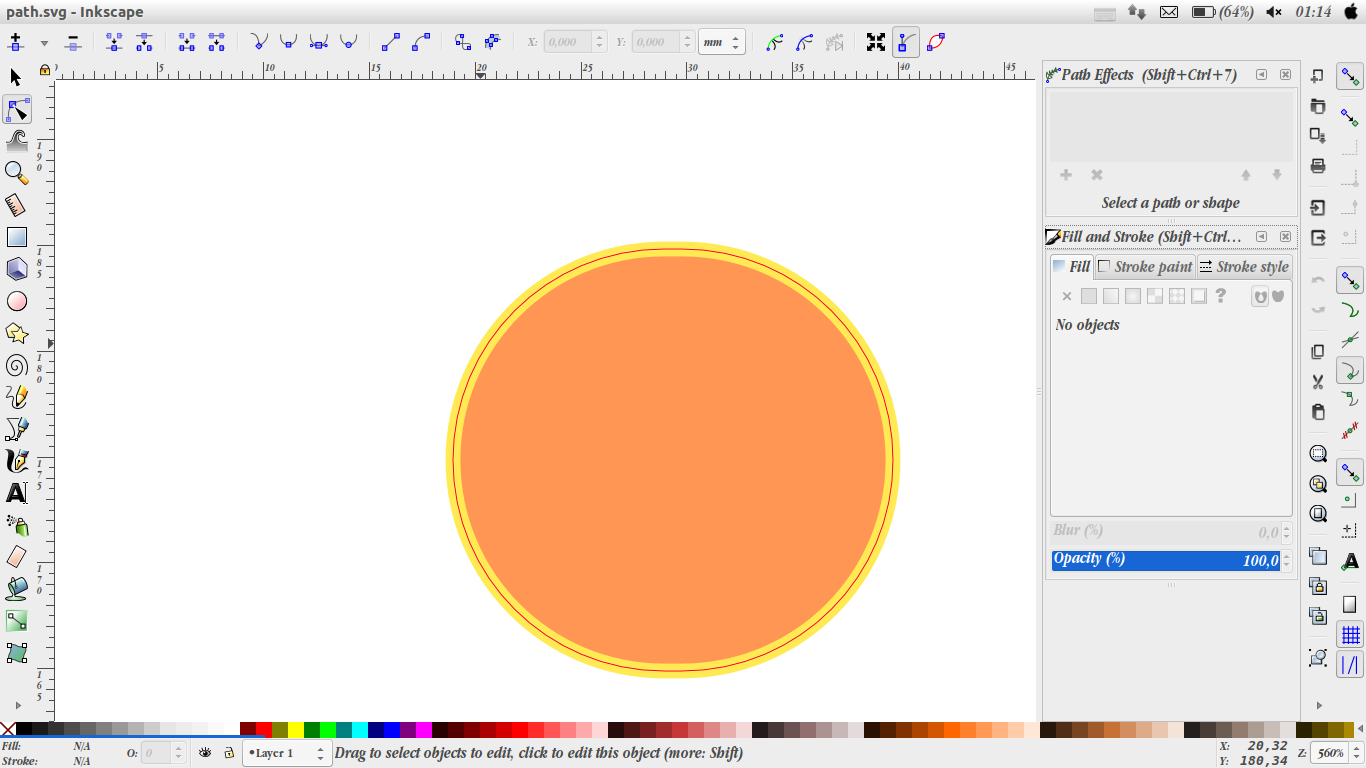 path.svg - Inkscape
(64%) 01:14
X: 0,000 Y: 0,000 mm
5 10 15 20 25 30 35 40 45
190
185
180
175
170
165
Path Effects (Shift+Ctrl+7)
Select a path or shape
Fill and Stroke (Shift+Ctrl...
Fill Stroke paint Stroke style
?
No objects
Blur (%) 0,0
Opacity (%) 100,0
A
A
Fill: N/A
Stroke: N/A
O: 0
•Layer 1
Drag to select objects to edit, click to edit this object (more: Shift)
X: 20,32
Y: 180,34
Z: 560%